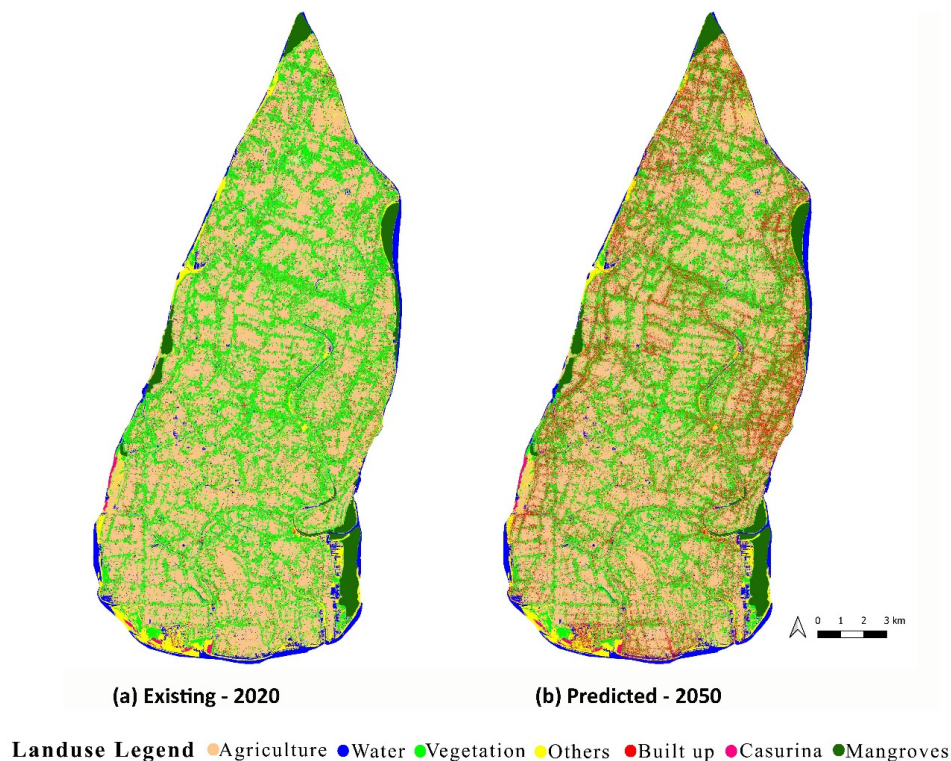 0 1 2 3 km
(a) Existing - 2020 (b) Predicted - 2050
Landuse Legend Agriculture Water Vegetation Others Built up Casurina Mangroves